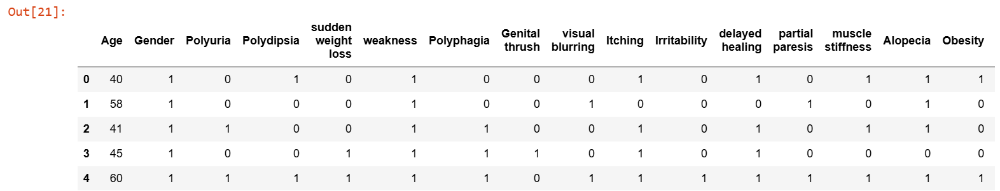 Out[21]:
Age Gender Polyuria Polydipsia sudden weight loss weakness Polyphagia Genital thrush visual blurring Itching Irritability delayed healing partial paresis muscle stiffness Alopecia Obesity
0 40 1 0 1 0 1 0 0 0 1 0 1 0 1 1 1
1 58 1 0 0 0 1 0 0 1 0 0 0 1 0 1 0
2 41 1 1 0 0 1 1 0 0 1 0 1 0 1 1 0
3 45 1 0 0 1 1 1 1 0 1 0 1 0 0 0 0
4 60 1 1 1 1 1 1 0 1 1 1 1 1 1 1 1